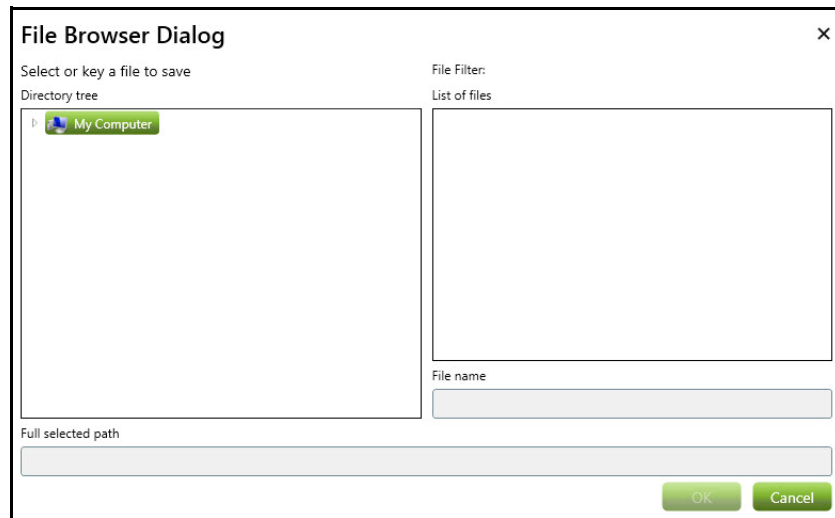 File Browser Dialog
Select or key a file to save
File Filter:
Directory tree
List of files
My Computer
File name
Full selected path
OK
Cancel